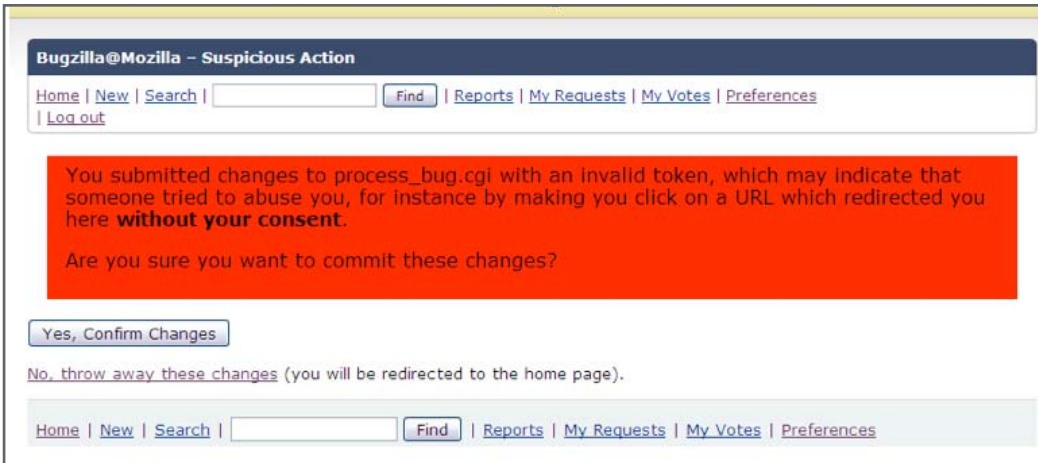 Bugzilla@Mozilla – Suspicious Action
Home | New | Search | Find | Reports | My Requests | My Votes | Preferences
| Log out
You submitted changes to process_bug.cgi with an invalid token, which may indicate that
someone tried to abuse you, for instance by making you click on a URL which redirected you
here without your consent.
Are you sure you want to commit these changes?
Yes, Confirm Changes
No, throw away these changes (you will be redirected to the home page).
Home | New | Search | Find | Reports | My Requests | My Votes | Preferences